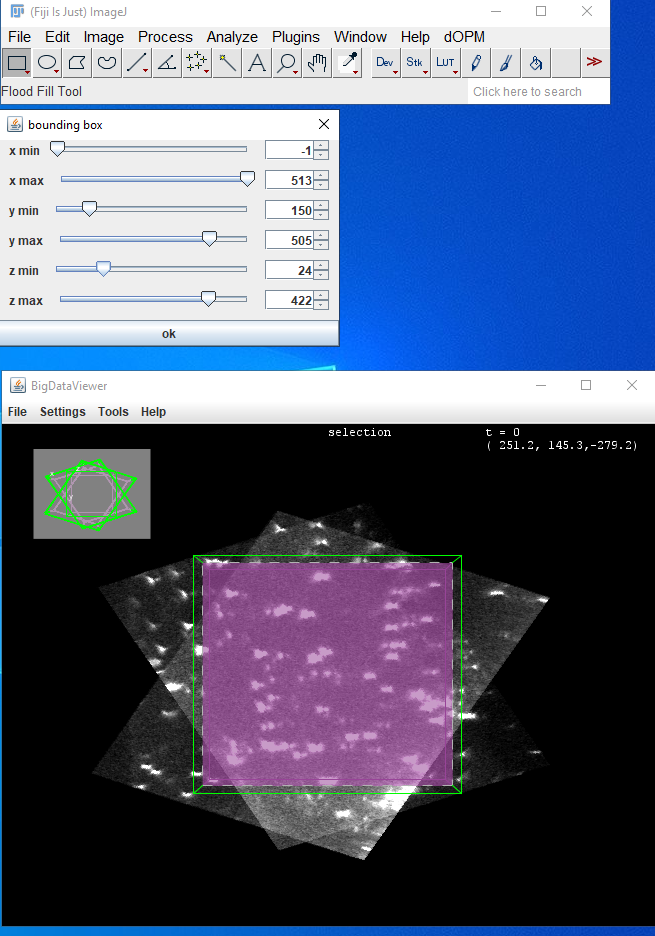 (Fiji Is Just) ImageJ
File Edit Image Process Analyze Plugins Window Help dOPM
A Dev Stk LUT >>
Flood Fill Tool Click here to search
bounding box
x min -1
x max 513
y min 150
y max 505
z min 24
z max 422
ok
BigDataViewer
File Settings Tools Help
selection t = 0
( 251.2, 145.3,-279.2)
x
y